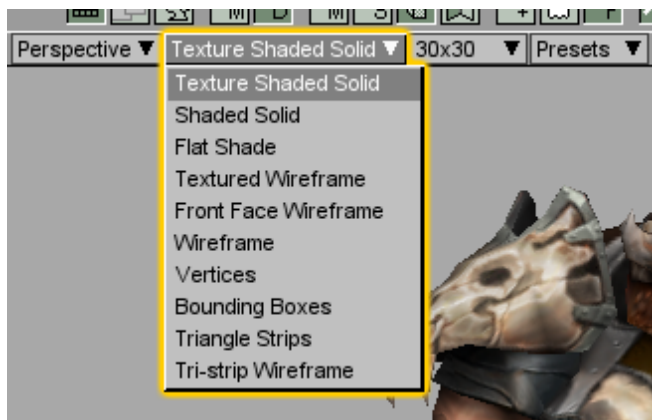 M D M S + F
Perspective Texture Shaded Solid 30x30 Presets
Texture Shaded Solid
Shaded Solid
Flat Shade
Textured Wireframe
Front Face Wireframe
Wireframe
Vertices
Bounding Boxes
Triangle Strips
Tri-strip Wireframe